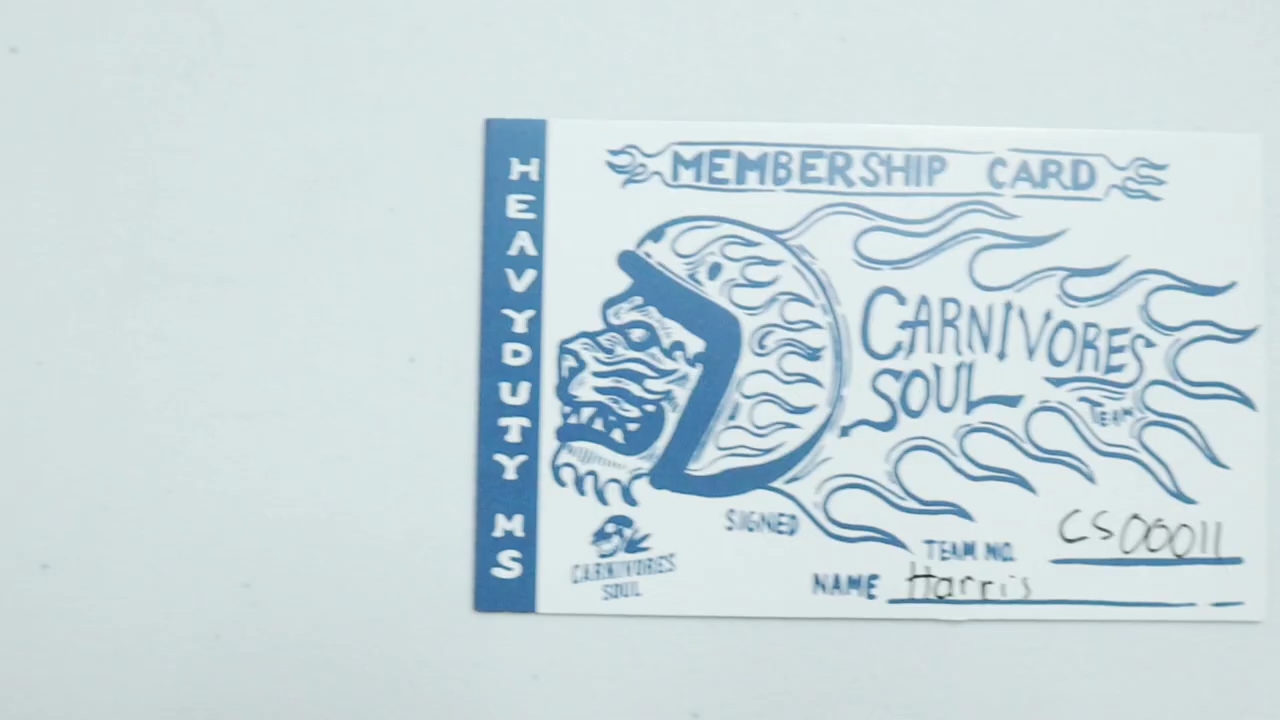 HEAVYDUTY MS
MEMBERSHIP CARD
CARNIVORES
SOUL
TEAM
SIGNED
TEAM NO. CS00011
NAME Harris
CARNIVORES
SOUL